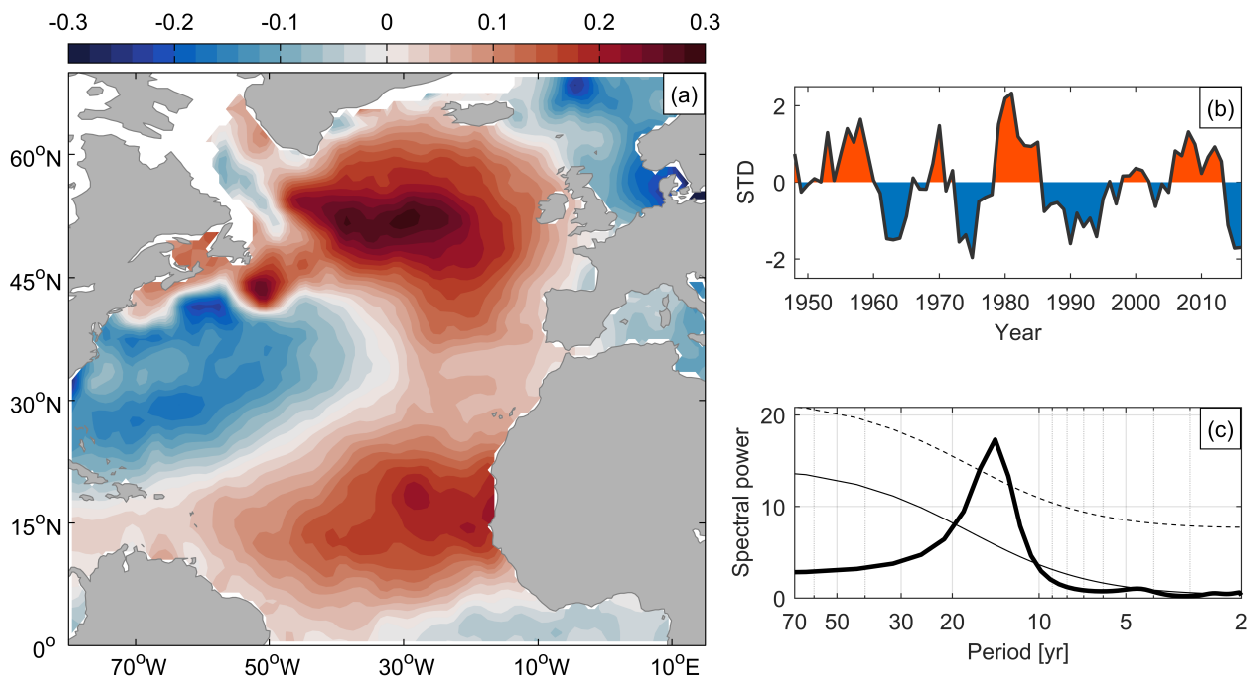 -0.3 -0.2 -0.1 0 0.1 0.2 0.3
(a)
60°N
45°N
30°N
15°N
0°
70°W 50°W 30°W 10°W 10°E
(b)
STD
2
0
-2
1950 1960 1970 1980 1990 2000 2010
Year
(c)
Spectral power
20
10
0
70 50 30 20 10 5 2
Period [yr]